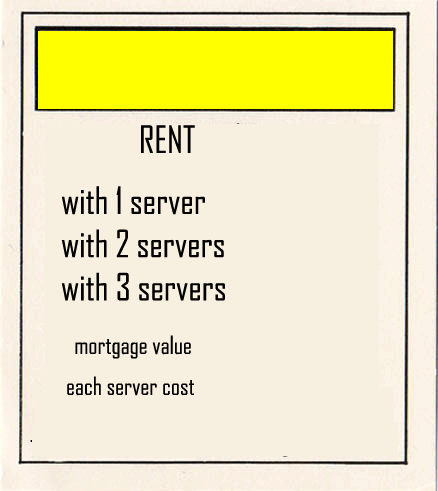 RENT
with 1 server
with 2 servers
with 3 servers
mortgage value
each server cost